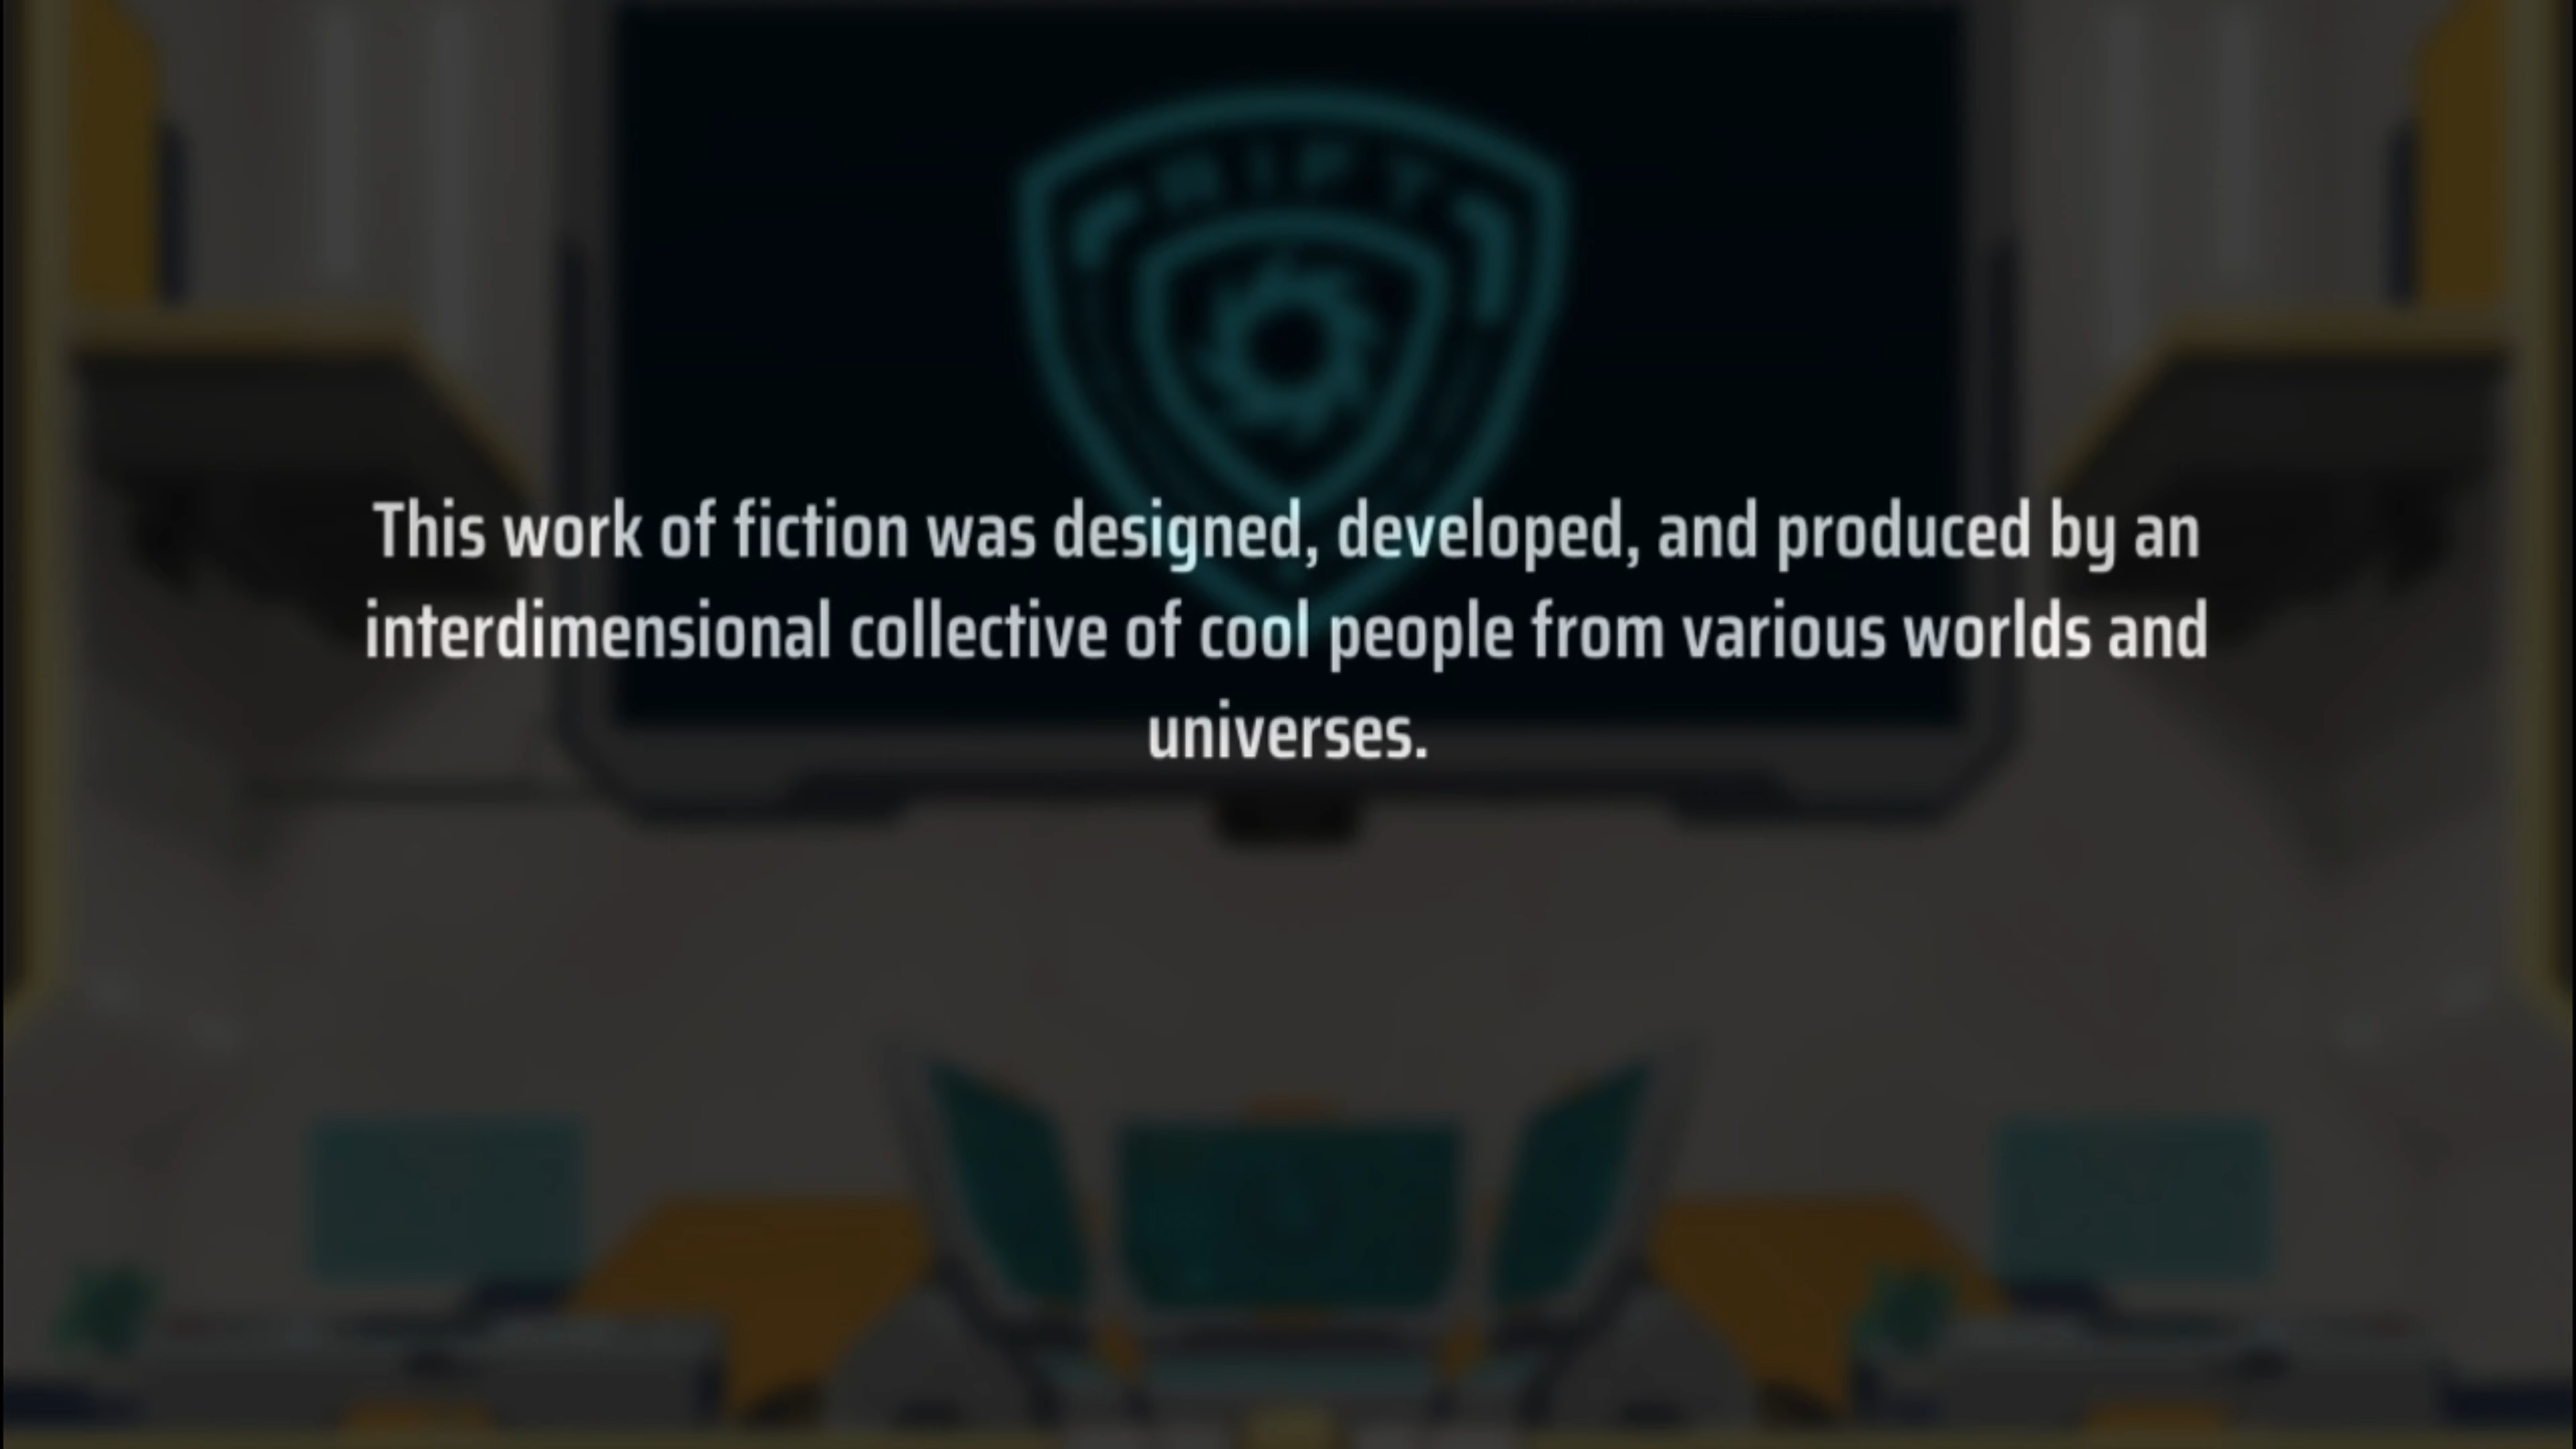 RIFT
This work of fiction was designed, developed, and produced by an
interdimensional collective of cool people from various worlds and
universes.